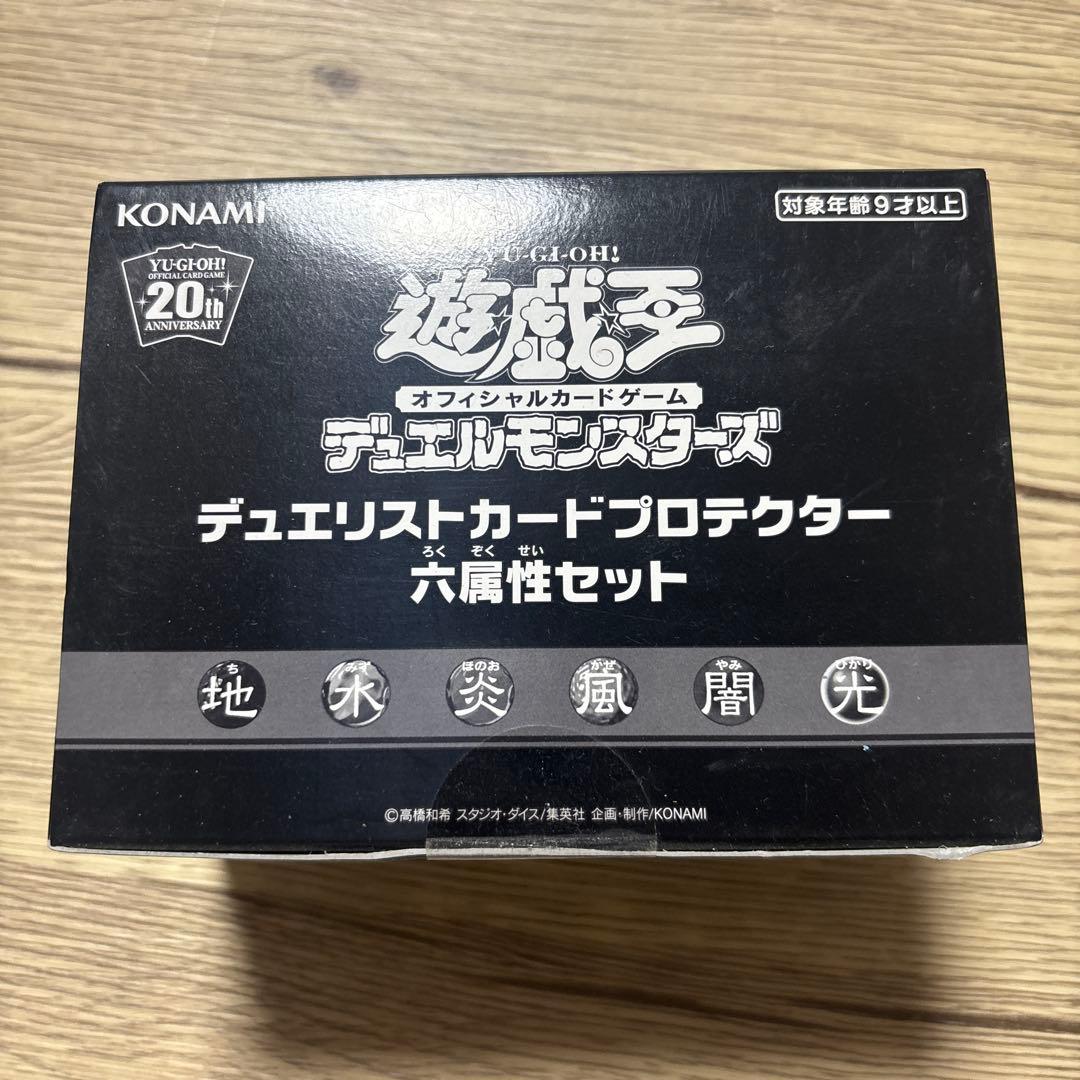 KONAMI
対象年齢9才以上
YU-GI-OH!
OFFICIAL CARD GAME
20th
ANNIVERSARY
YU-GI-OH!
遊戯王
オフィシャルカードゲーム
デュエルモンスターズ
デュエリストカードプロテクター
ろく ぞく せい
六属性セット
ち みず ほのお かぜ やみ ひかり
地 水 炎 風 闇 光
©高橋和希 スタジオ・ダイス/集英社 企画・制作/KONAMI